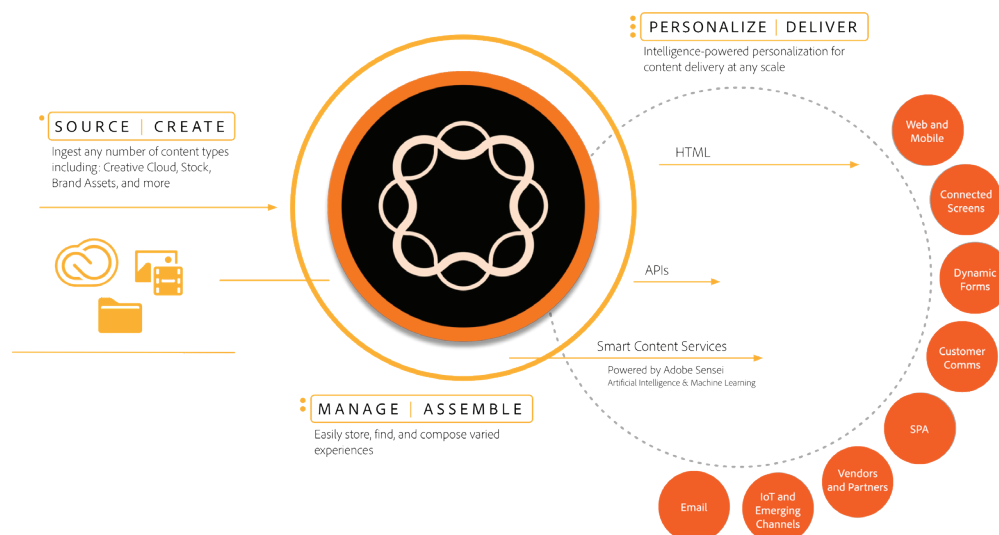 SOURCE | CREATE
Ingest any number of content types
including: Creative Cloud, Stock,
Brand Assets, and more
MANAGE | ASSEMBLE
Easily store, find, and compose varied
experiences
PERSONALIZE | DELIVER
Intelligence-powered personalization for
content delivery at any scale
HTML
APIs
Smart Content Services
Powered by Adobe Sensei
Artificial Intelligence & Machine Learning
Web and
Mobile
Connected
Screens
Dynamic
Forms
Customer
Comms
SPA
Vendors
and Partners
IoT and
Emerging
Channels
Email